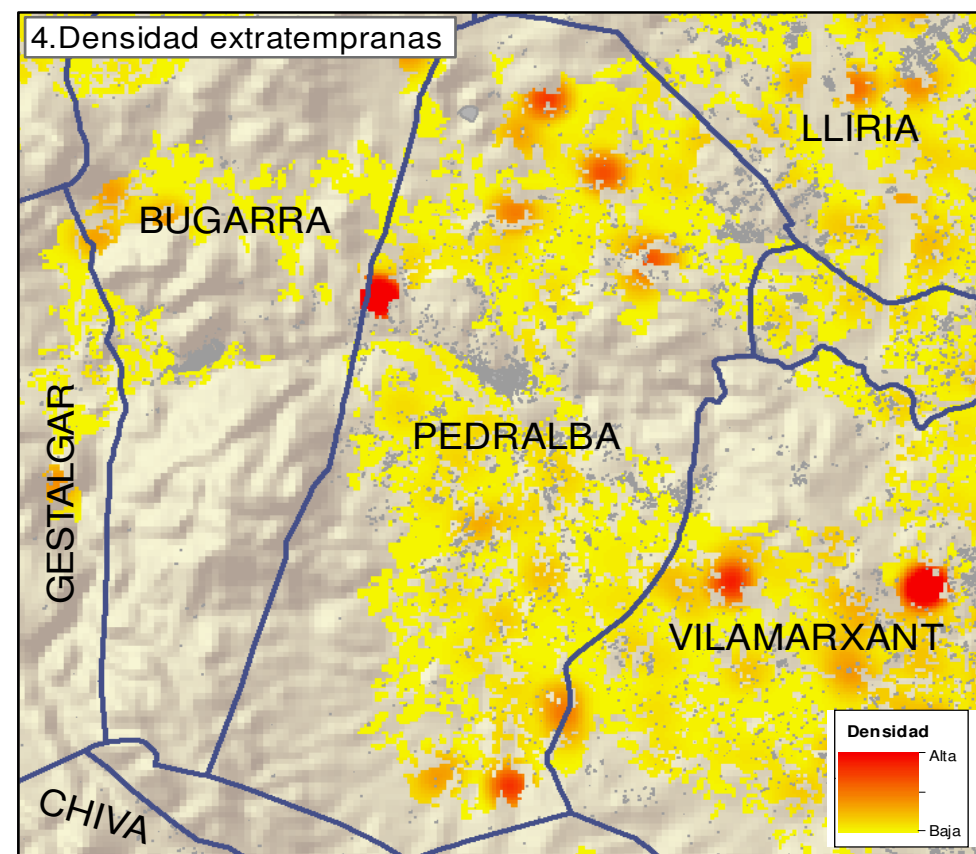 4.Densidad extratempranas
LLIRIA
BUGARRA
PEDRALBA
GESTALGAR
VILAMARXANT
CHIVA
Densidad
Alta
Baja